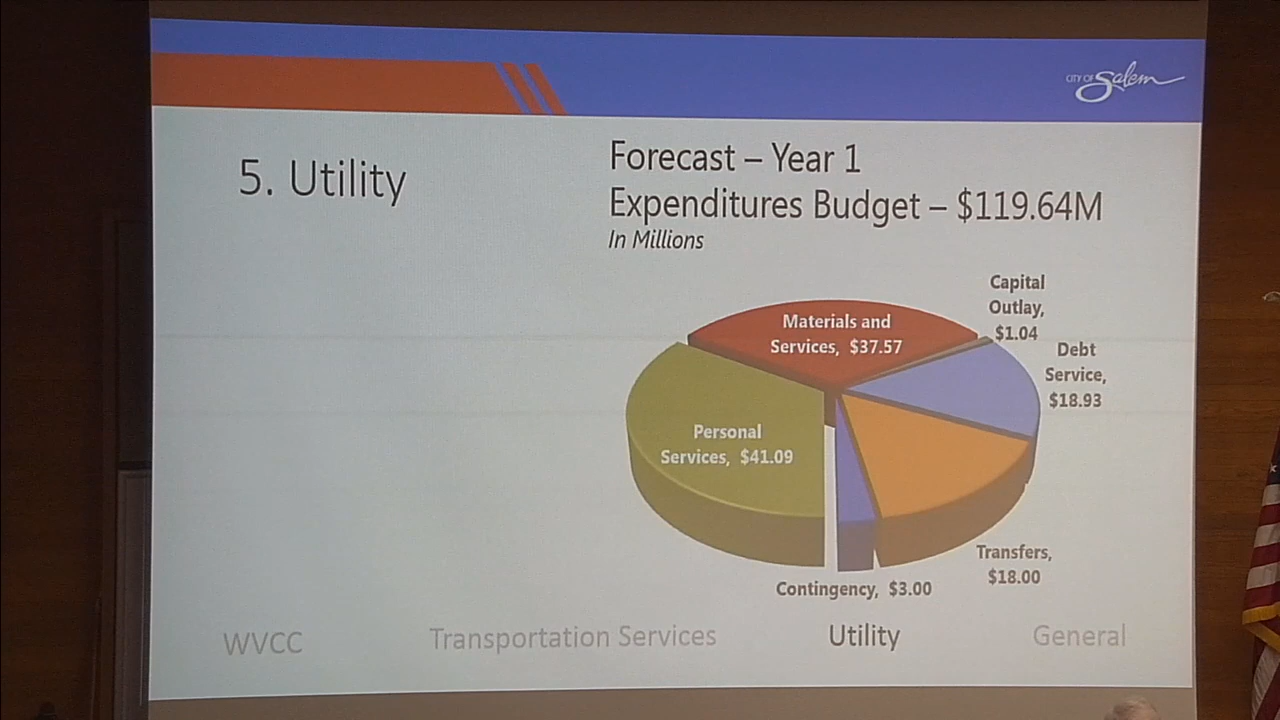 CITY OF Salem
5. Utility
Forecast – Year 1
Expenditures Budget – $119.64M
In Millions
Capital
Outlay,
$1.04
Materials and
Services, $37.57
Debt
Service,
$18.93
Personal
Services, $41.09
Transfers,
$18.00
Contingency, $3.00
WVCC
Transportation Services
Utility
General